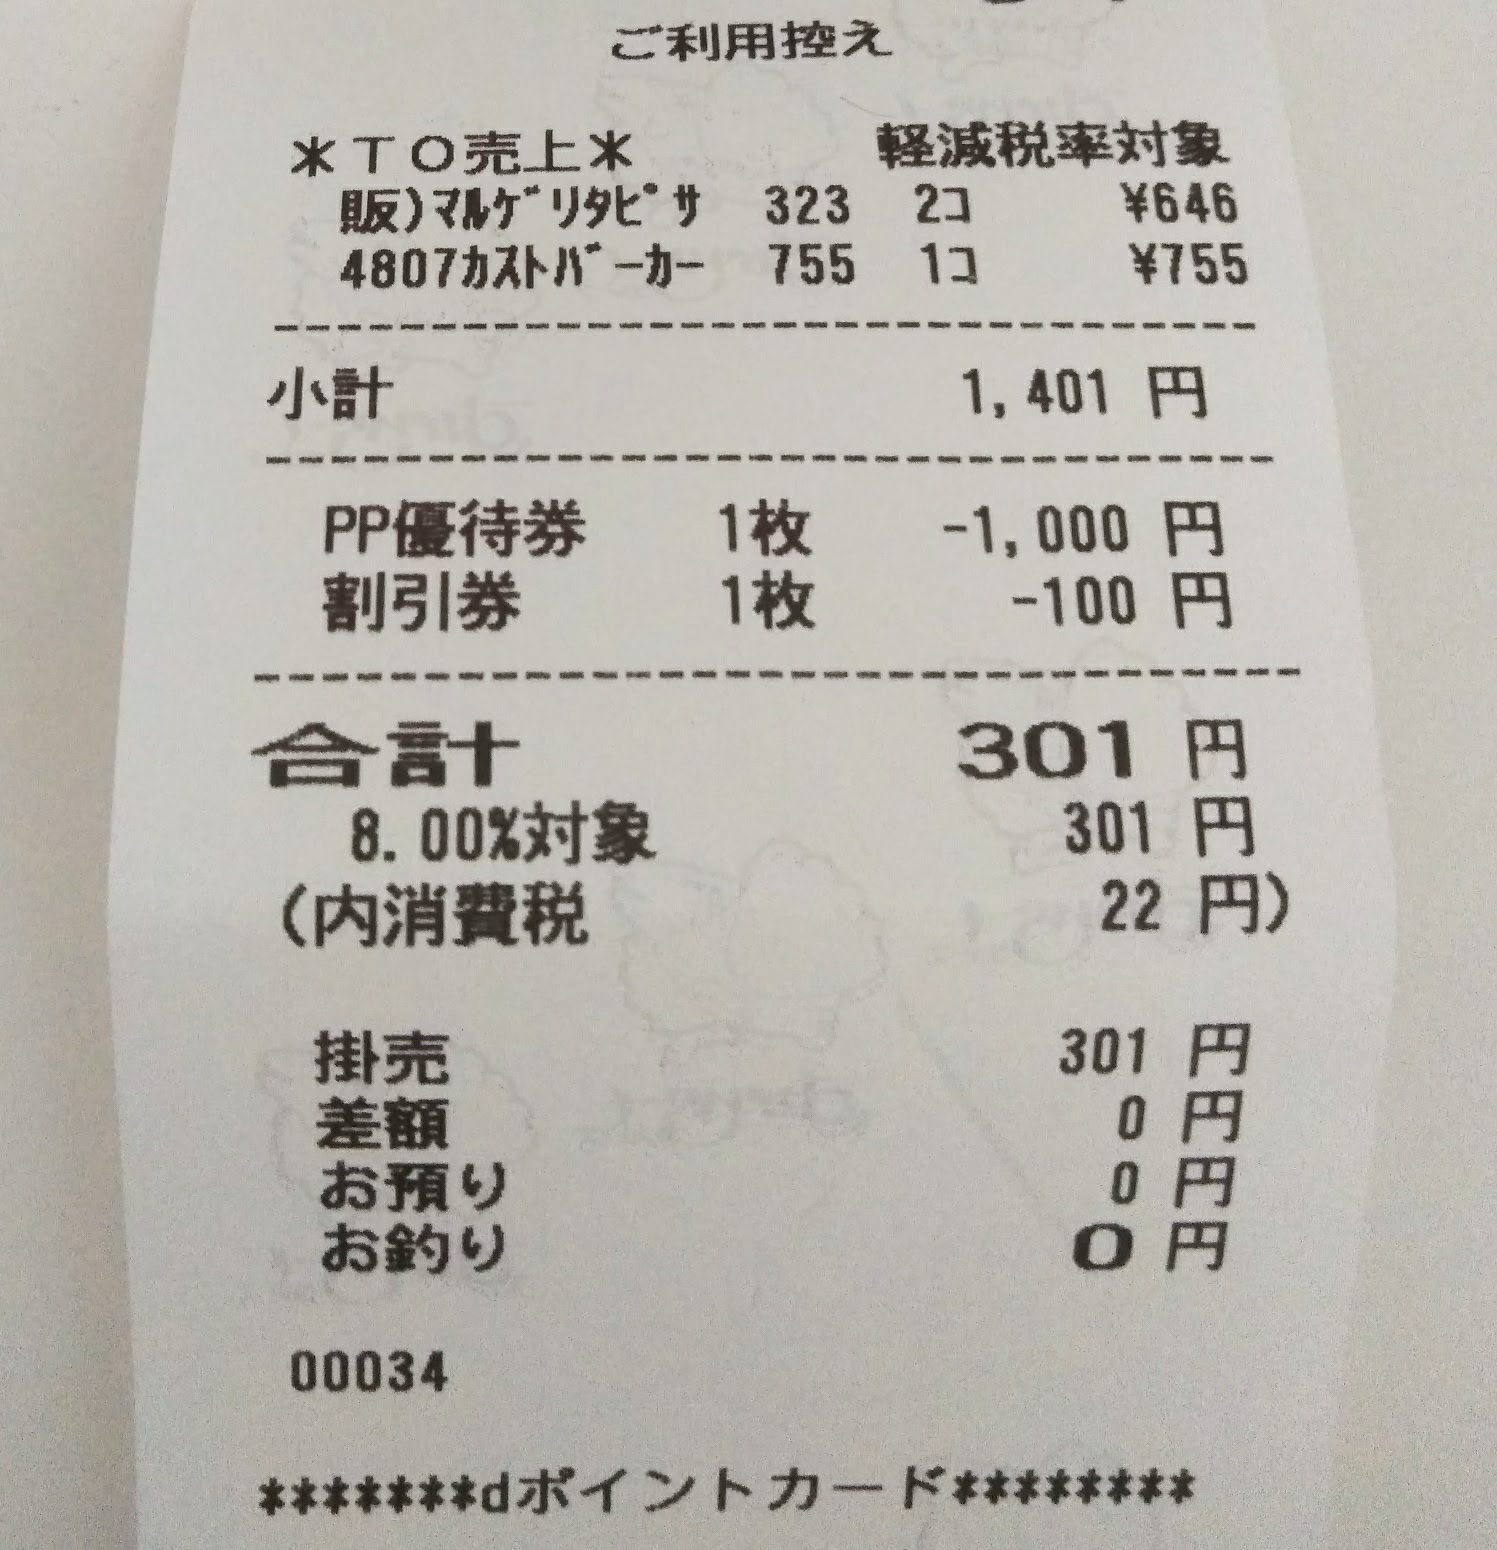 ご利用控え
＊ＴＯ売上＊ 軽減税率対象
販)ﾏﾙｹﾞﾘﾀﾋﾟｻ 323 2コ ¥646
4807ｶｽﾄﾊﾞｰｶｰ 755 1コ ¥755
--------------------------------
小計 1,401 円
--------------------------------
PP優待券 1枚 -1,000 円
割引券 1枚 -100 円
--------------------------------
合計 301 円
8.00%対象 301 円
(内消費税 22 円)
掛売 301 円
差額 0 円
お預り 0 円
お釣り 0 円
00034
*******dポイントカード********